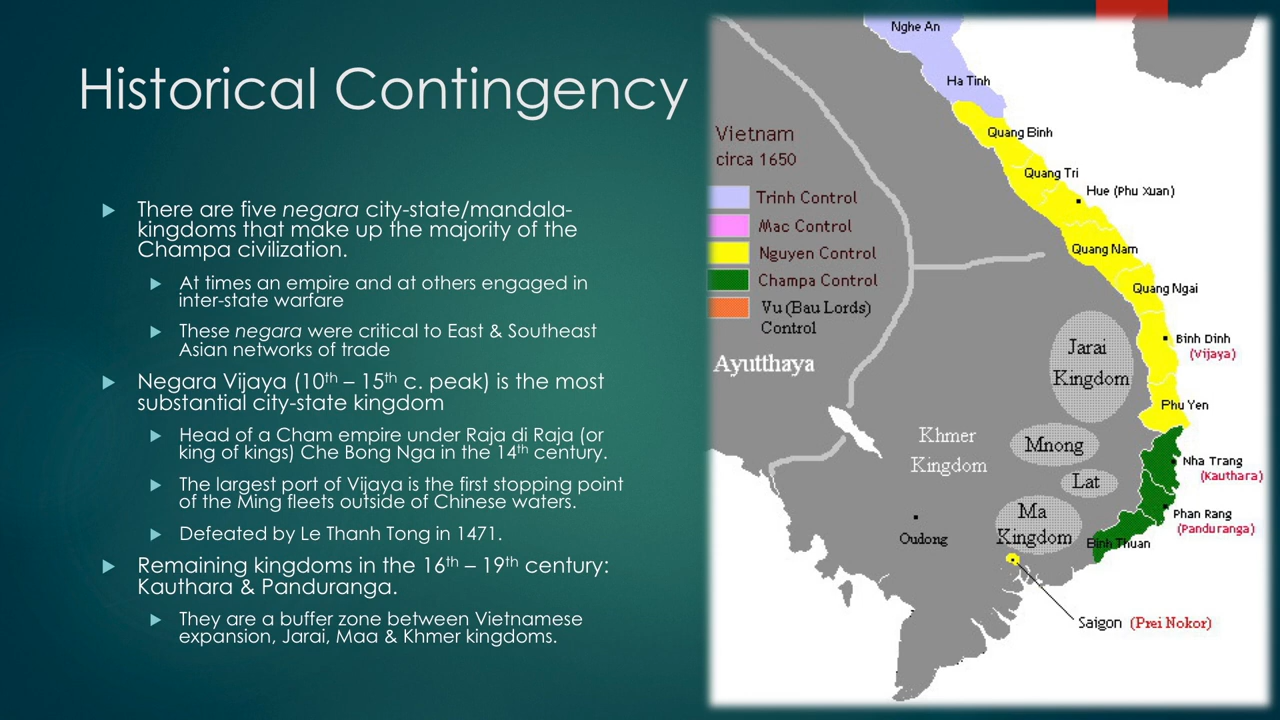 Historical Contingency
There are five negara city-state/mandala-
kingdoms that make up the majority of the
Champa civilization.
At times an empire and at others engaged in
inter-state warfare
These negara were critical to East & Southeast
Asian networks of trade
Negara Vijaya (10th – 15th c. peak) is the most
substantial city-state kingdom
Head of a Cham empire under Raja di Raja (or
king of kings) Che Bong Nga in the 14th century.
The largest port of Vijaya is the first stopping point
of the Ming fleets outside of Chinese waters.
Defeated by Le Thanh Tong in 1471.
Remaining kingdoms in the 16th – 19th century:
Kauthara & Panduranga.
They are a buffer zone between Vietnamese
expansion, Jarai, Maa & Khmer kingdoms.
Nghe An
Ha Tinh
Quang Binh
Quang Tri
Hue (Phu Xuan)
Quang Nam
Quang Ngai
Binh Dinh
(Vijaya)
Phu Yen
Nha Trang
(Kauthara)
Phan Rang
(Panduranga)
Binh Thuan
Saigon (Prei Nokor)
Vietnam
circa 1650
Trinh Control
Mac Control
Nguyen Control
Champa Control
Vu (Bau Lords)
Control
Ayutthaya
Khmer
Kingdom
Oudong
Jarai
Kingdom
Mnong
Lat
Ma
Kingdom